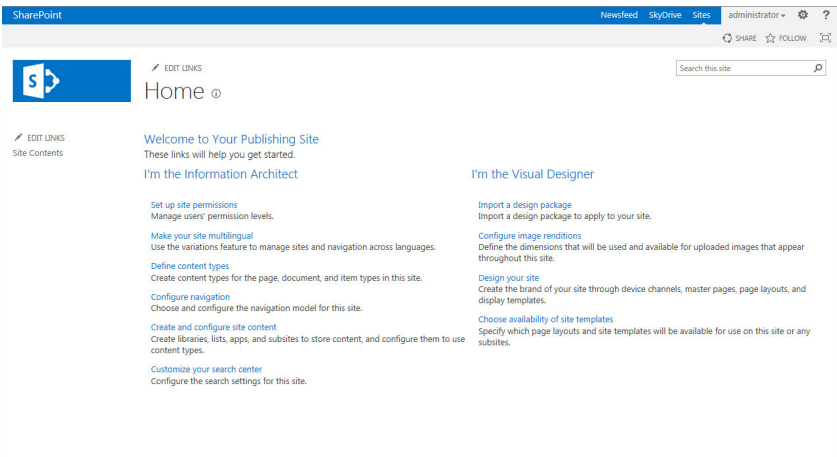 SharePoint
Newsfeed SkyDrive Sites administrator ?
SHARE FOLLOW
S
EDIT LINKS
Search this site
Home
EDIT LINKS
Site Contents
Welcome to Your Publishing Site
These links will help you get started.
I'm the Information Architect
Set up site permissions
Manage users' permission levels.
Make your site multilingual
Use the variations feature to manage sites and navigation across languages.
Define content types
Create content types for the page, document, and item types in this site.
Configure navigation
Choose and configure the navigation model for this site.
Create and configure site content
Create libraries, lists, apps, and subsites to store content, and configure them to use
content types.
Customize your search center
Configure the search settings for this site.
I'm the Visual Designer
Import a design package
Import a design package to apply to your site.
Configure image renditions
Define the dimensions that will be used and available for uploaded images that appear
throughout this site.
Design your site
Create the brand of your site through device channels, master pages, page layouts, and
display templates.
Choose availability of site templates
Specify which page layouts and site templates will be available for use on this site or any
subsites.